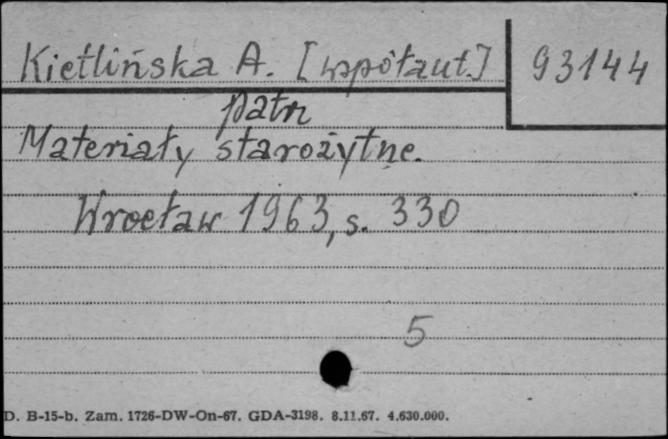 Kietlińska A. [współaut.] 93144
patrz
Materiały starożytne.
Wrocław 1963, s. 330
5
D. B-15-b. Zam. 1726-DW-On-67. GDA-3198. 8.11.67. 4.630.000.